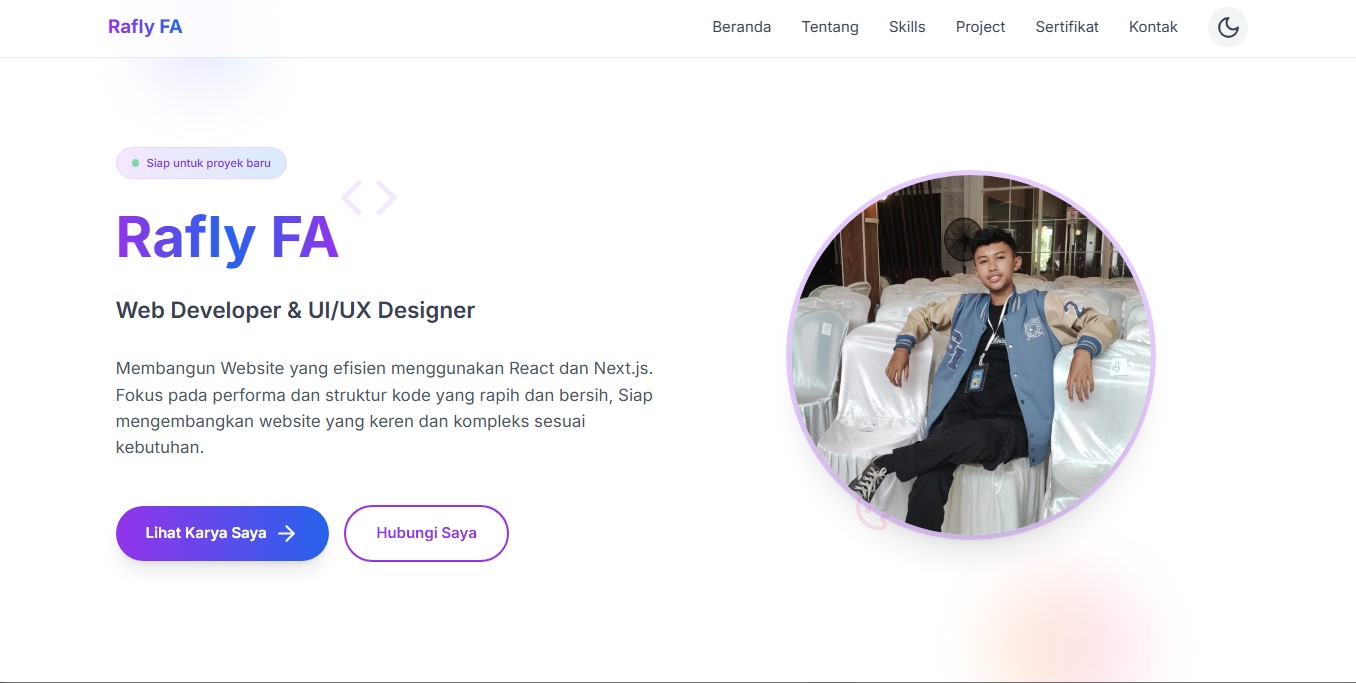 Rafly FA
Beranda Tentang Skills Project Sertifikat Kontak
Siap untuk proyek baru
Rafly FA
Web Developer & UI/UX Designer
Membangun Website yang efisien menggunakan React dan Next.js.
Fokus pada performa dan struktur kode yang rapih dan bersih, Siap
mengembangkan website yang keren dan kompleks sesuai
kebutuhan.
Lihat Karya Saya
Hubungi Saya